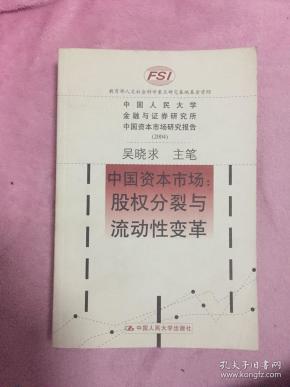 FSI
教育部人文社会科学重点研究基地基金资助
中国人民大学
金融与证券研究所
中国资本市场研究报告
(2004)
吴晓求 主笔
中国资本市场:
股权分裂与
流动性变革
中国人民大学出版社
孔夫子旧书网